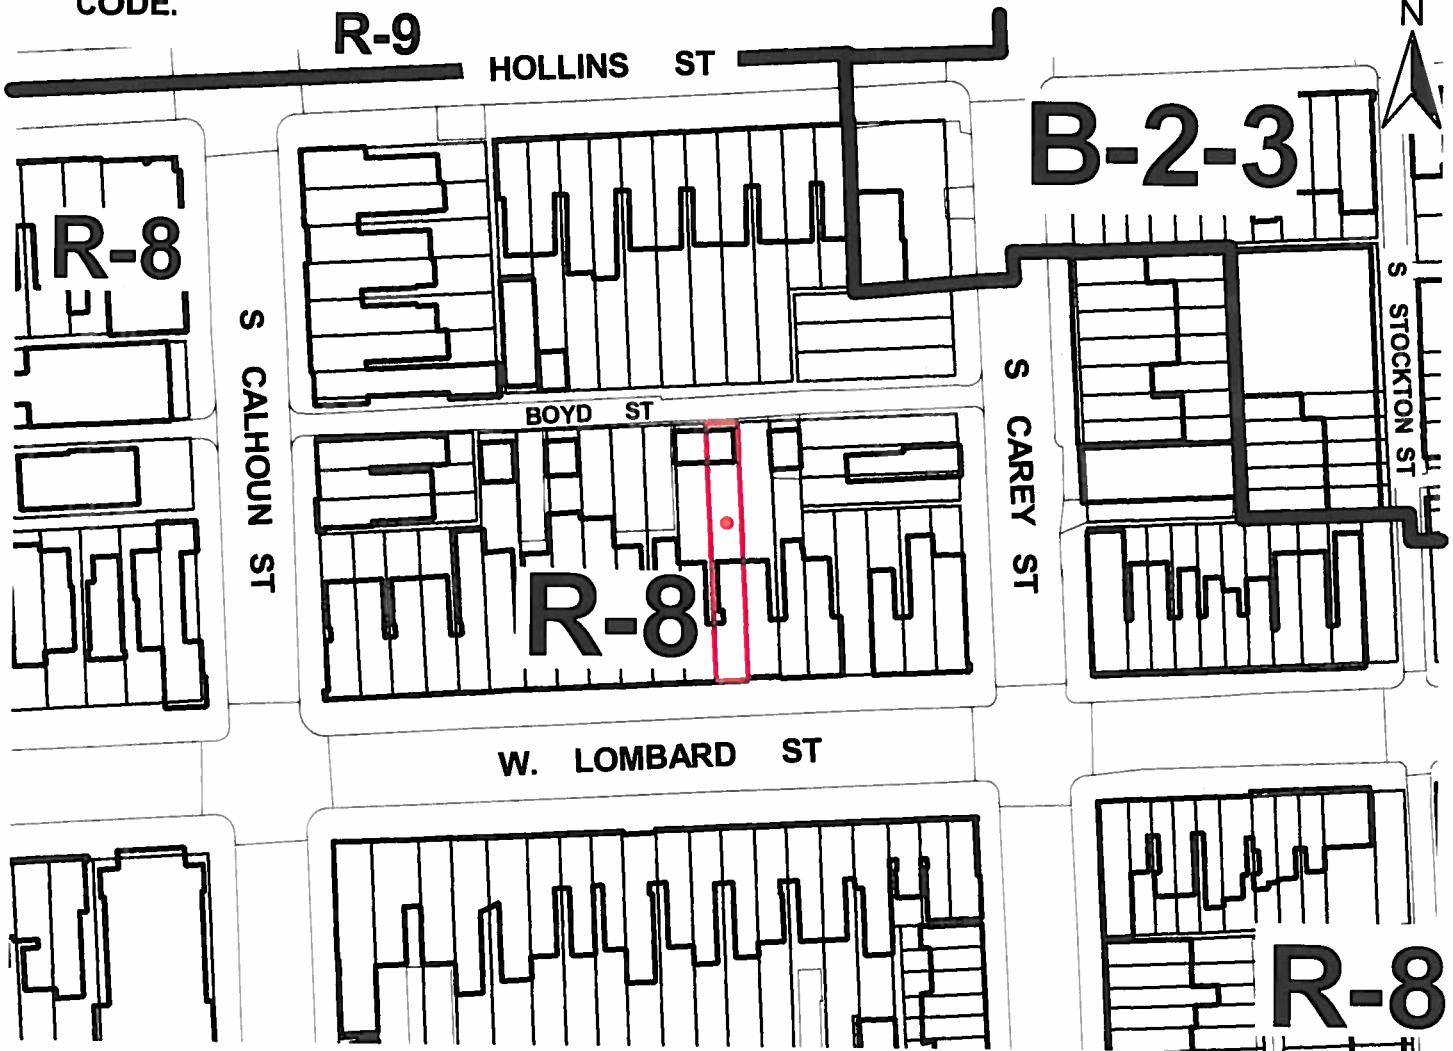 CODE.
R-9
HOLLINS ST
N
B-2-3
R-8
S CALHOUN ST
S CAREY ST
S STOCKTON ST
BOYD ST
R-8
W. LOMBARD ST
R-8